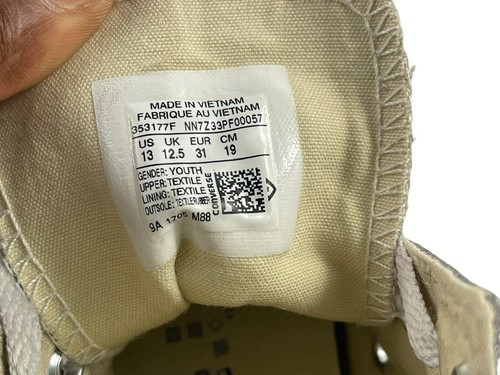 MADE IN VIETNAM
FABRIQUE AU VIETNAM
353177F NN7Z33PF00057
US UK EUR CM
13 12.5 31 19
GENDER: YOUTH
UPPER: TEXTILE
LINING: TEXTILE
OUTSOLE: TEXTILE/RUBBER
CONVERSE
9A 1705 M88